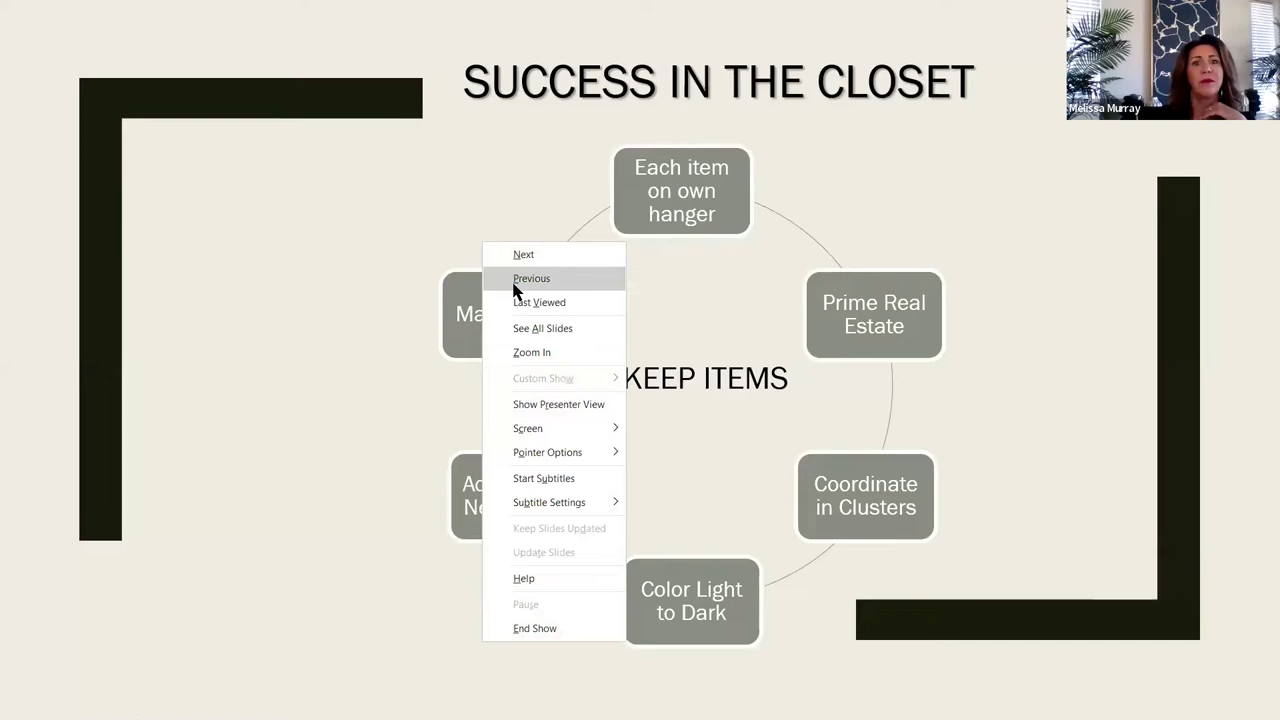 SUCCESS IN THE CLOSET
Melissa Murray
Each item
on own
hanger
Prime Real
Estate
KEEP ITEMS
Coordinate
in Clusters
Color Light
to Dark
Next
Previous
Last Viewed
See All Slides
Zoom In
Custom Show
Show Presenter View
Screen
Pointer Options
Start Subtitles
Subtitle Settings
Keep Slides Updated
Update Slides
Help
Pause
End Show